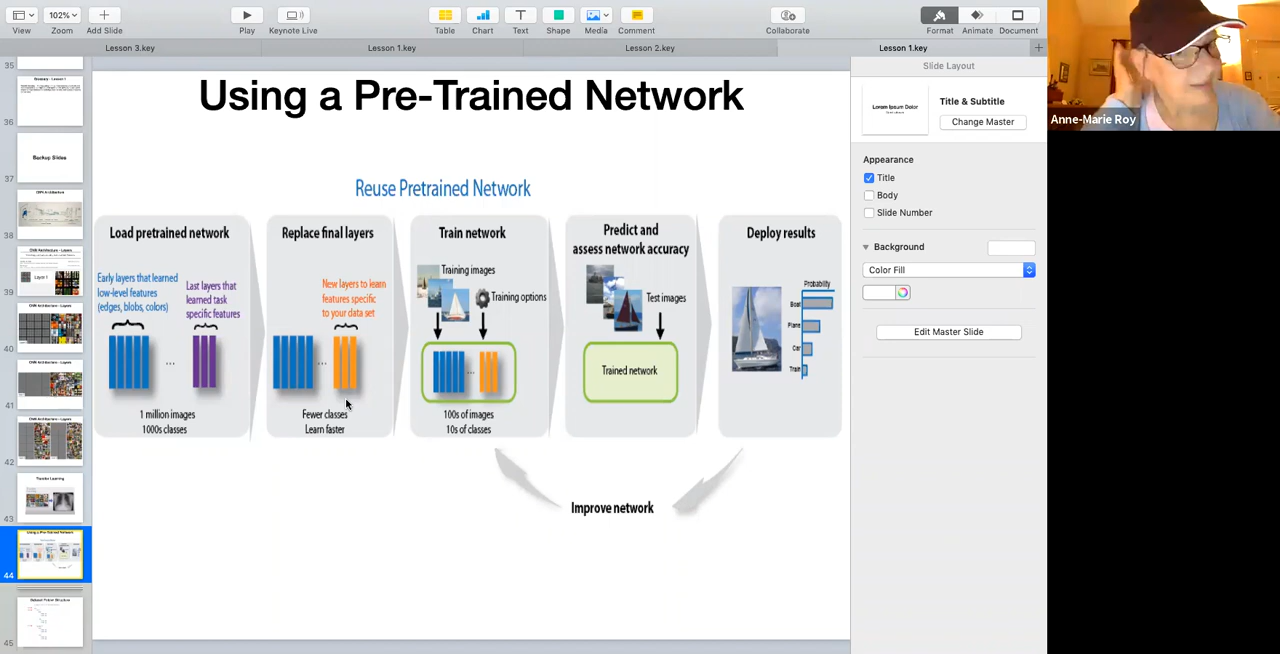 View
102%
Zoom
Add Slide
Play
Keynote Live
Table
Chart
Text
Shape
Media
Comment
Collaborate
Format
Animate
Document
Lesson 3.key
Lesson 1.key
Lesson 2.key
Lesson 1.key
35
36
Backup Slides
37
38
39
40
41
42
Transfer Learning
43
Using a Pre-Trained Network
44
45
Using a Pre-Trained Network
Reuse Pretrained Network
Load pretrained network
Early layers that learned
low-level features
(edges, blobs, colors)
Last layers that
learned task
specific features
1 million images
1000s classes
Replace final layers
New layers to learn
features specific
to your data set
Fewer classes
Learn faster
Train network
Training images
Training options
100s of images
10s of classes
Predict and
assess network accuracy
Test images
Trained network
Deploy results
Probability
Boat
Plane
Car
Train
Improve network
Slide Layout
Lorem Ipsum Dolor
Title & Subtitle
Change Master
Appearance
Title
Body
Slide Number
Background
Color Fill
Edit Master Slide
Anne-Marie Roy